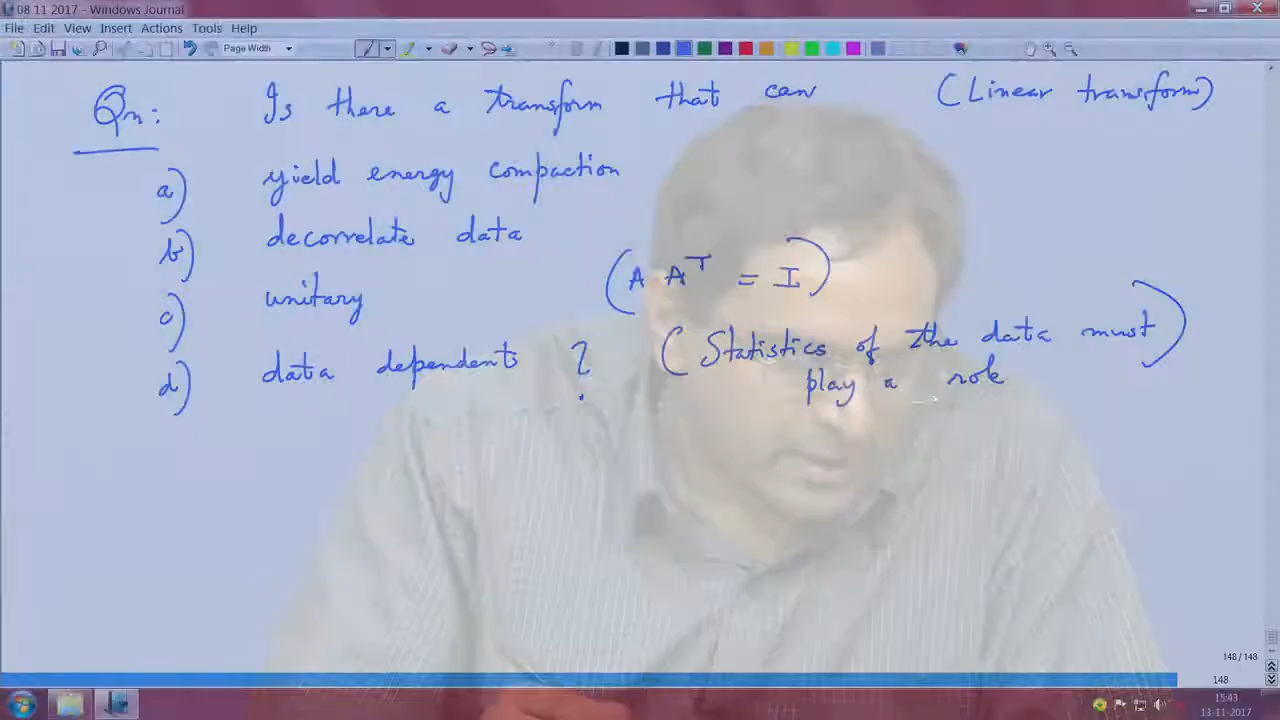 08 11 2017 - Windows Journal
File Edit View Insert Actions Tools Help
Page Width
Qn: Is there a transform that can (Linear transform)
a) yield energy compaction
b) decorrelate data
c) unitary (A Aᵀ = I)
d) data dependent ? (Statistics of the data must
play a role)
148 / 148
148
15:43
13-11-2017